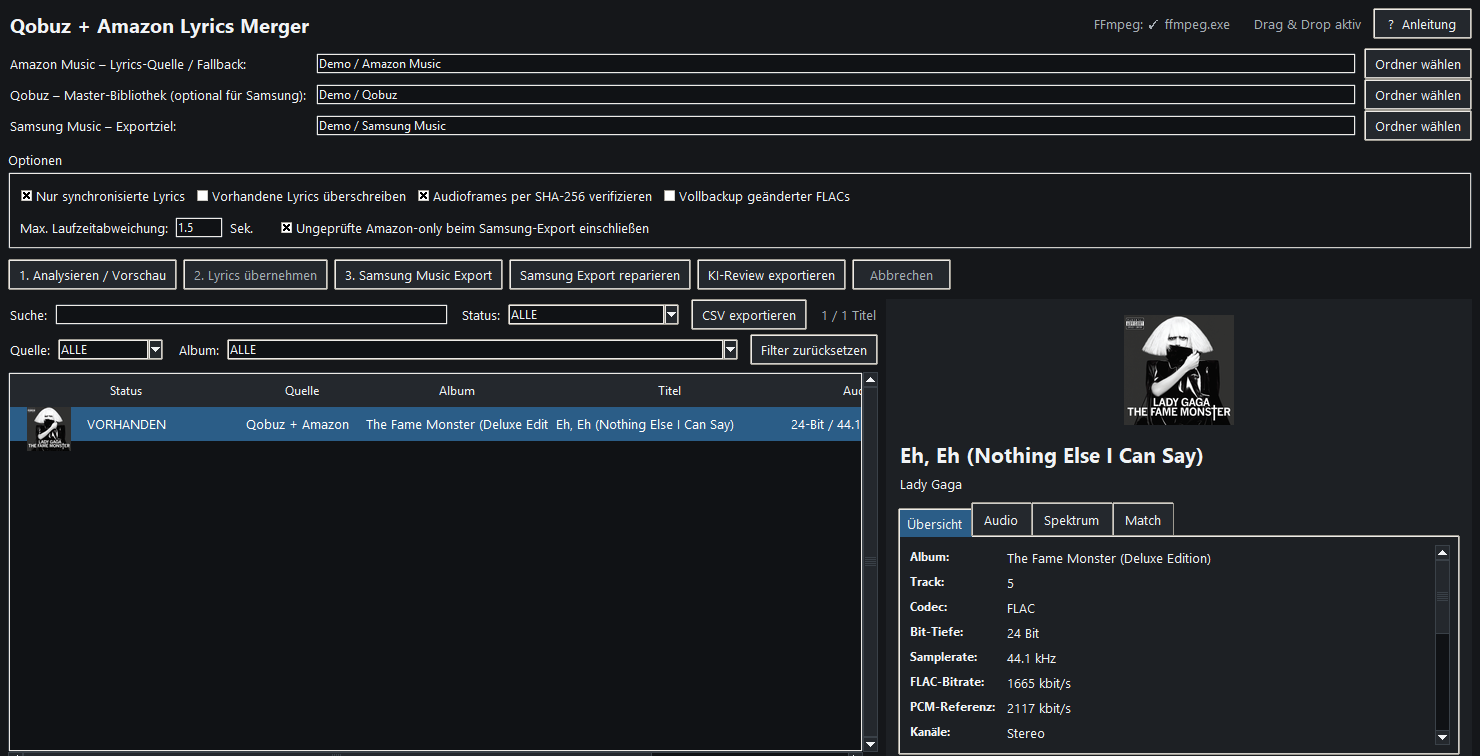 Qobuz + Amazon Lyrics Merger
FFmpeg: ✓ ffmpeg.exe Drag & Drop aktiv ? Anleitung
Amazon Music – Lyrics-Quelle / Fallback: Demo / Amazon Music Ordner wählen
Qobuz – Master-Bibliothek (optional für Samsung): Demo / Qobuz Ordner wählen
Samsung Music – Exportziel: Demo / Samsung Music Ordner wählen
Optionen
Nur synchronisierte Lyrics Vorhandene Lyrics überschreiben Audioframes per SHA-256 verifizieren Vollbackup geänderter FLACs
Max. Laufzeitabweichung: 1.5 Sek. Ungeprüfte Amazon-only beim Samsung-Export einschließen
1. Analysieren / Vorschau 2. Lyrics übernehmen 3. Samsung Music Export Samsung Export reparieren KI-Review exportieren Abbrechen
Suche: Status: ALLE CSV exportieren 1 / 1 Titel
Quelle: ALLE Album: ALLE Filter zurücksetzen
Status Quelle Album Titel Auc
VORHANDEN Qobuz + Amazon The Fame Monster (Deluxe Edit Eh, Eh (Nothing Else I Can Say) 24-Bit / 44.1
LADY GAGA
THE FAME MONSTER
LADY GAGA
THE FAME MONSTER
Eh, Eh (Nothing Else I Can Say)
Lady Gaga
Übersicht Audio Spektrum Match
Album: The Fame Monster (Deluxe Edition)
Track: 5
Codec: FLAC
Bit-Tiefe: 24 Bit
Samplerate: 44.1 kHz
FLAC-Bitrate: 1665 kbit/s
PCM-Referenz: 2117 kbit/s
Kanäle: Stereo